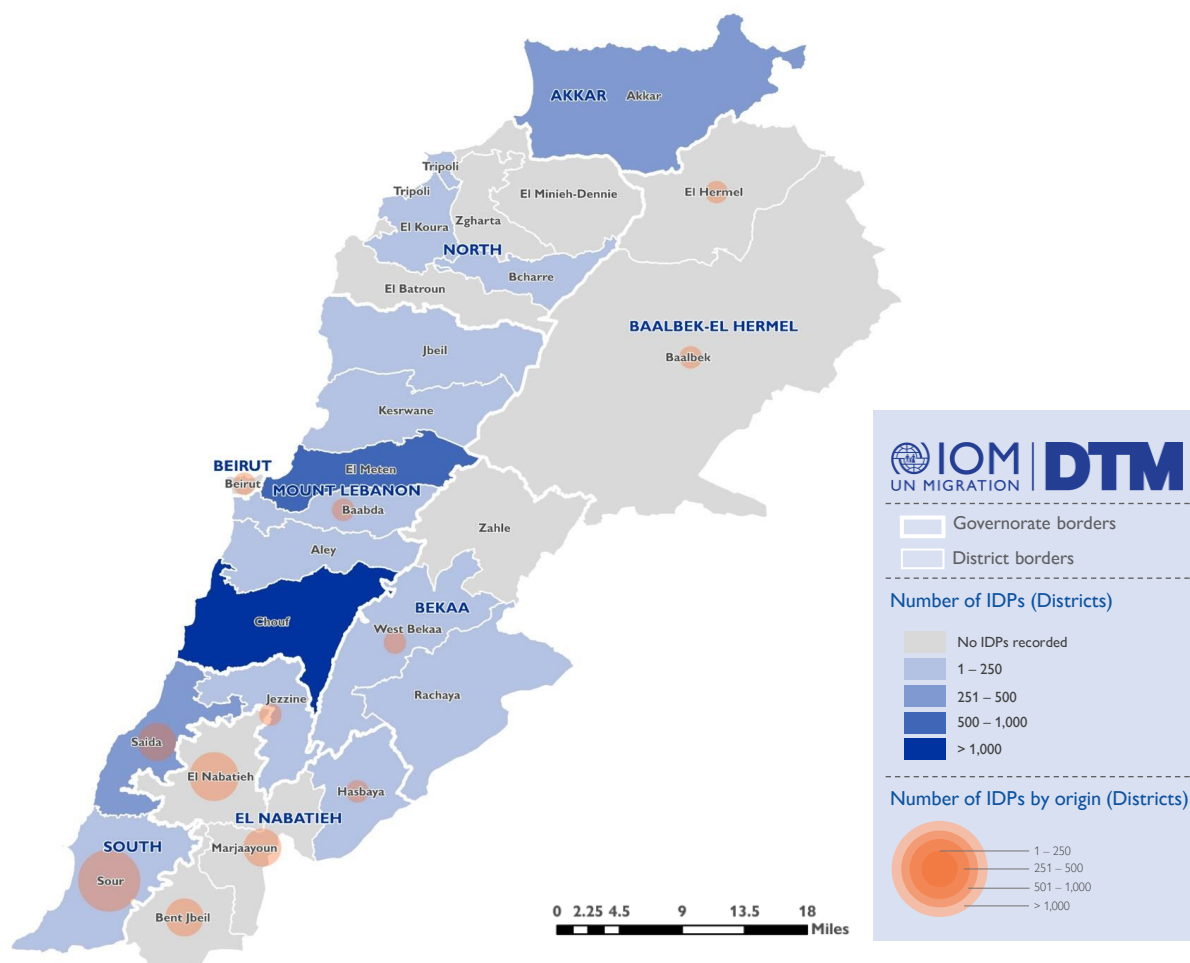 AKKAR
Akkar
Tripoli
Tripoli
El Minieh-Dennie
El Hermel
El Koura
Zgharta
NORTH
Bcharre
El Batroun
BAALBEK-EL HERMEL
Jbeil
Baalbek
Kesrwane
BEIRUT
Beirut
El Meten
MOUNT LEBANON
Baabda
Zahle
Aley
BEKAA
Chouf
West Bekaa
Jezzine
Rachaya
Saida
El Nabatieh
Hasbaya
EL NABATIEH
SOUTH
Marjaayoun
Sour
Bent Jbeil
0 2.25 4.5 9 13.5 18
Miles
IOM
UN MIGRATION
DTM
Governorate borders
District borders
Number of IDPs (Districts)
No IDPs recorded
1 – 250
251 – 500
500 – 1,000
> 1,000
Number of IDPs by origin (Districts)
1 – 250
251 – 500
501 – 1,000
> 1,000